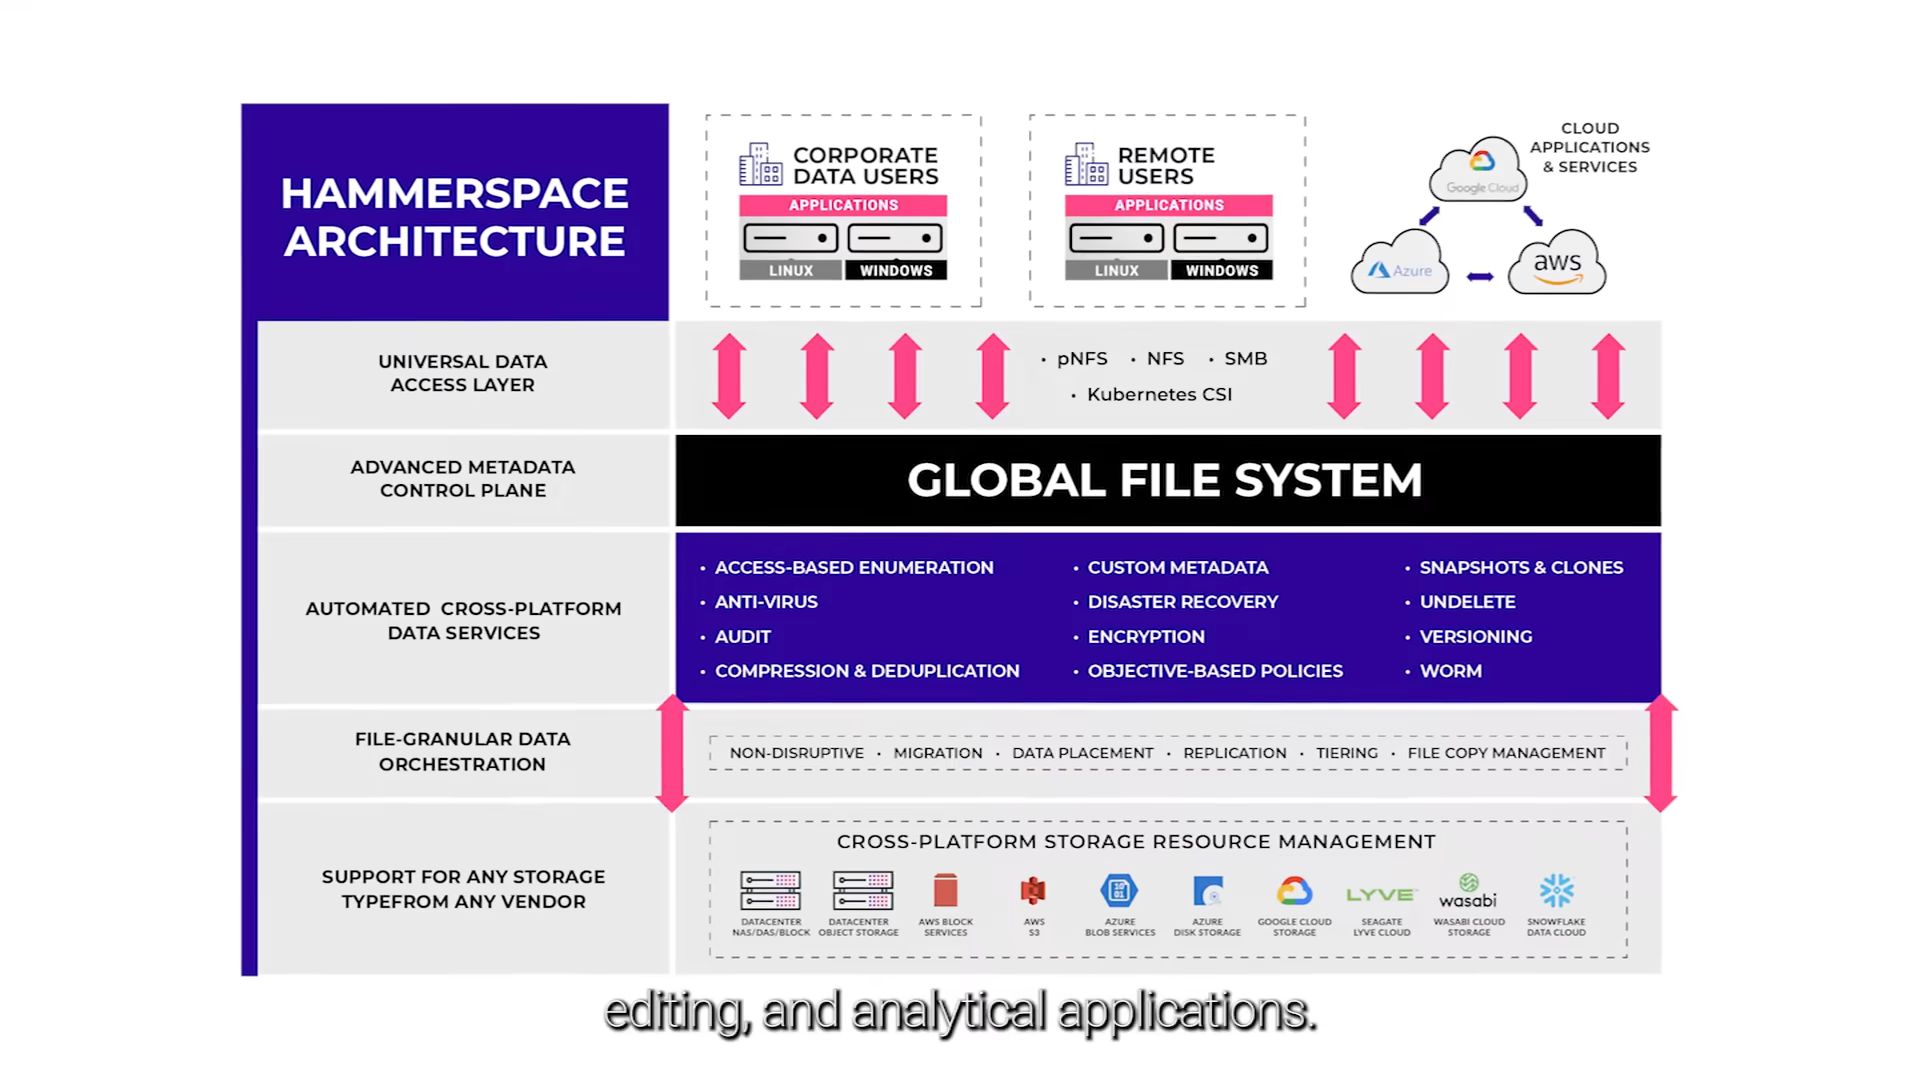 HAMMERSPACE
ARCHITECTURE
CORPORATE
DATA USERS
APPLICATIONS
LINUX
WINDOWS
REMOTE
USERS
APPLICATIONS
LINUX
WINDOWS
CLOUD
APPLICATIONS
& SERVICES
Google Cloud
Azure
aws
UNIVERSAL DATA
ACCESS LAYER
• pNFS • NFS • SMB
• Kubernetes CSI
ADVANCED METADATA
CONTROL PLANE
GLOBAL FILE SYSTEM
AUTOMATED CROSS-PLATFORM
DATA SERVICES
• ACCESS-BASED ENUMERATION
• ANTI-VIRUS
• AUDIT
• COMPRESSION & DEDUPLICATION
• CUSTOM METADATA
• DISASTER RECOVERY
• ENCRYPTION
• OBJECTIVE-BASED POLICIES
• SNAPSHOTS & CLONES
• UNDELETE
• VERSIONING
• WORM
FILE-GRANULAR DATA
ORCHESTRATION
NON-DISRUPTIVE • MIGRATION • DATA PLACEMENT • REPLICATION • TIERING • FILE COPY MANAGEMENT
SUPPORT FOR ANY STORAGE
TYPEFROM ANY VENDOR
CROSS-PLATFORM STORAGE RESOURCE MANAGEMENT
DATACENTER
NAS/DAS/BLOCK
DATACENTER
OBJECT STORAGE
AWS BLOCK
SERVICES
AWS
S3
10
01
AZURE
BLOB SERVICES
AZURE
DISK STORAGE
GOOGLE CLOUD
STORAGE
LYVE
SEAGATE
LYVE CLOUD
wasabi
WASABI CLOUD
STORAGE
SNOWFLAKE
DATA CLOUD
editing, and analytical applications.